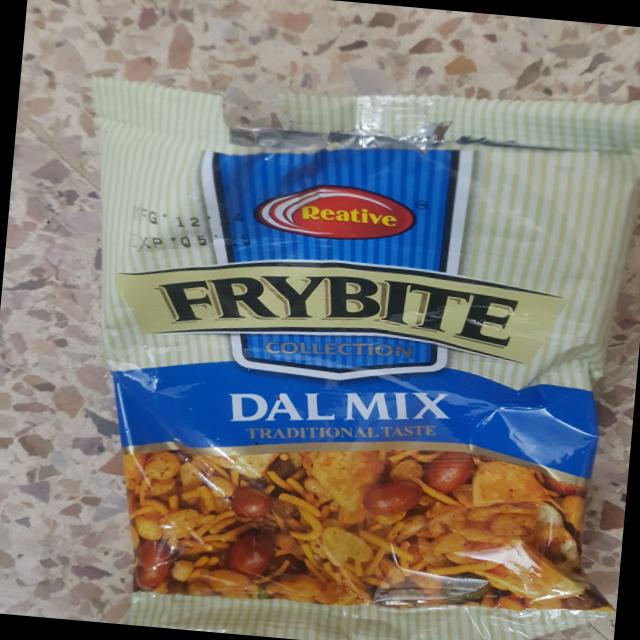 Reative
FRYBITE
COLLECTION
DAL MIX
TRADITIONAL TASTE